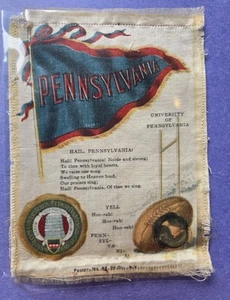 PENNSYLVANIA
UNIVERSITY
OF
PENNSYLVANIA
HAIL, PENNSYLVANIA!
Hail! Pennsylvania! Noble and strong;
To thee with loyal hearts,
We raise our song.
Swelling to Heaven loud,
Our praises ring;
Hail! Pennsylvania, Of thee we sing.
YELL
Hoo-rah!
Hoo-rah!
Hoo-rah!
PENN-
SYL-
VA-
NI-